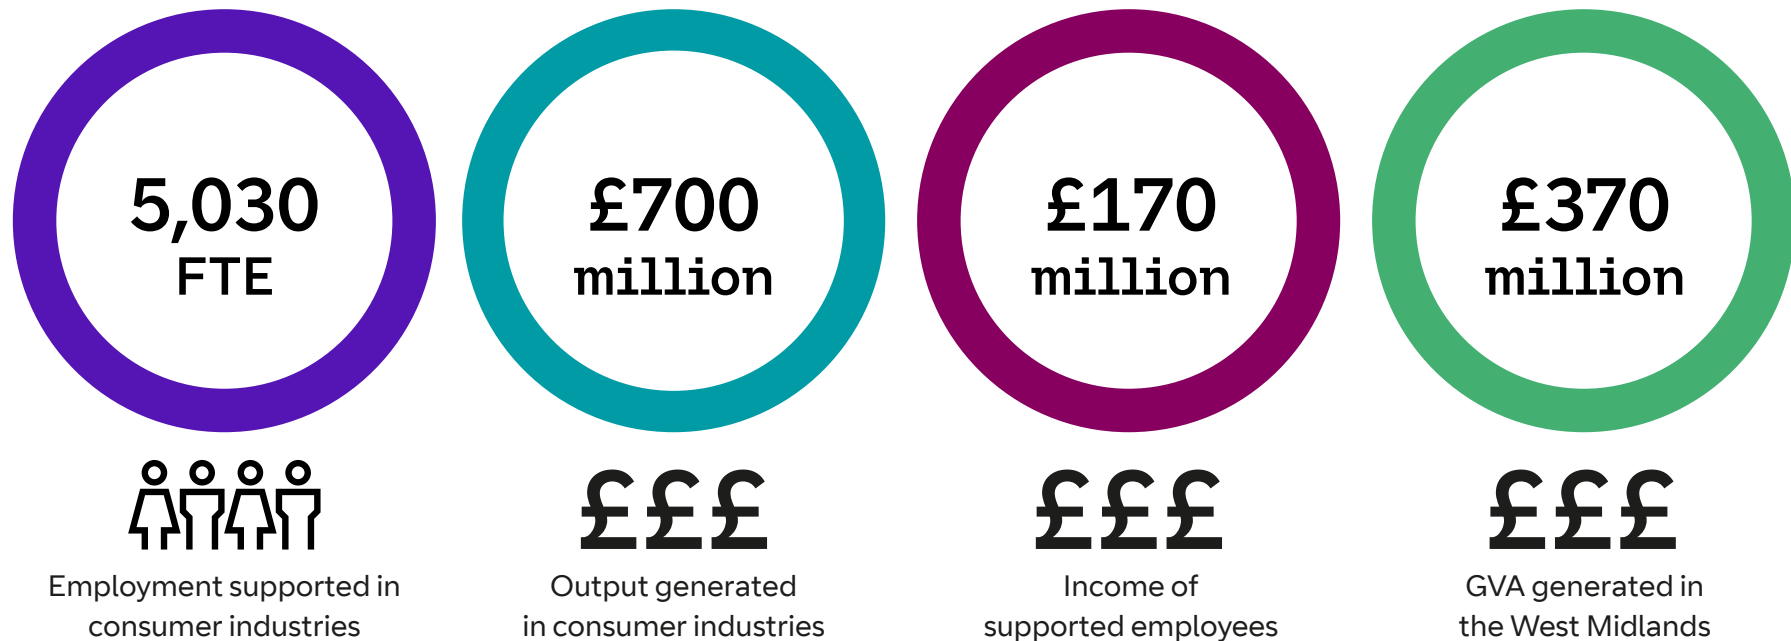 5,030
FTE
£700
million
£170
million
£370
million
£££
£££
£££
Employment supported in
consumer industries
Output generated
in consumer industries
Income of
supported employees
GVA generated in
the West Midlands